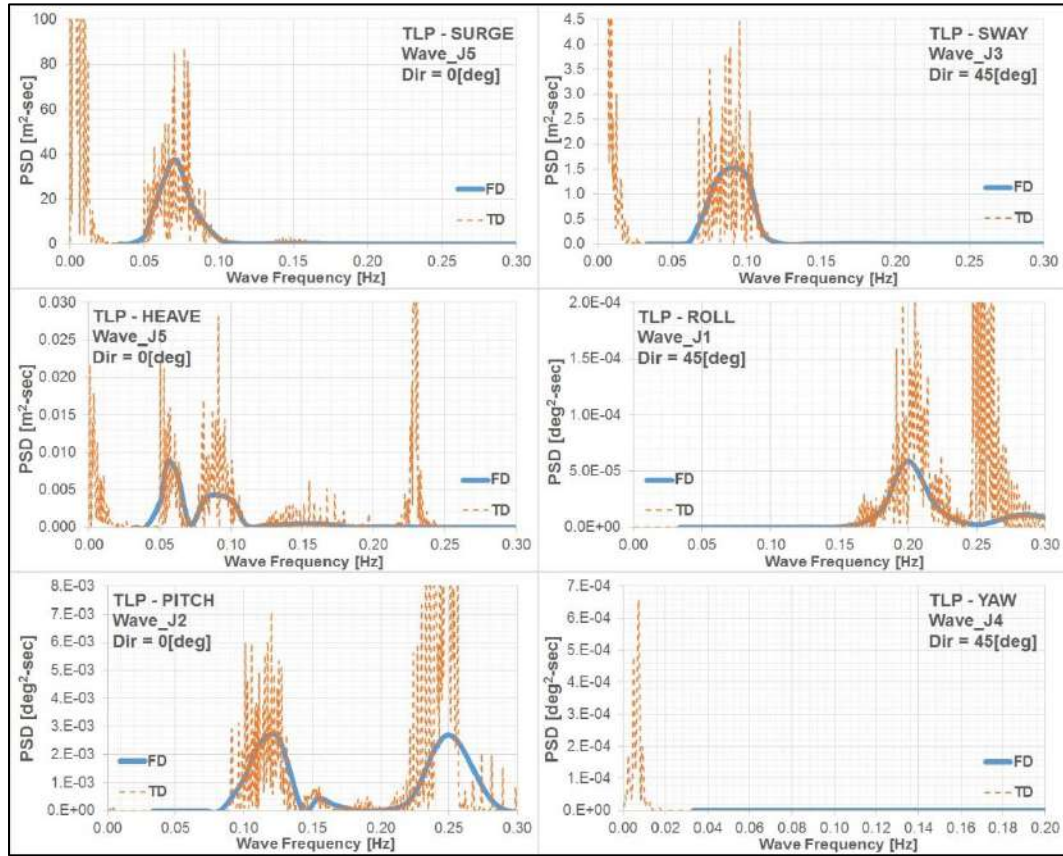 TLP - SURGE
Wave_J5
Dir = 0[deg]
PSD [m²-sec]
100
80
60
40
20
0
FD
TD
0.00 0.05 0.10 0.15 0.20 0.25 0.30
Wave Frequency [Hz]
TLP - SWAY
Wave_J3
Dir = 45[deg]
PSD [m²-sec]
4.5
4.0
3.5
3.0
2.5
2.0
1.5
1.0
0.5
0.0
FD
TD
0.00 0.05 0.10 0.15 0.20 0.25 0.30
Wave Frequency [Hz]
TLP - HEAVE
Wave_J5
Dir = 0[deg]
PSD [m²-sec]
0.030
0.025
0.020
0.015
0.010
0.005
0.000
FD
TD
0.00 0.05 0.10 0.15 0.20 0.25 0.30
Wave Frequency [Hz]
TLP - ROLL
Wave_J1
Dir = 45[deg]
PSD [deg²-sec]
2.0E-04
1.5E-04
1.0E-04
5.0E-05
0.0E+00
FD
TD
0.00 0.05 0.10 0.15 0.20 0.25 0.30
Wave Frequency [Hz]
TLP - PITCH
Wave_J2
Dir = 0[deg]
PSD [deg²-sec]
8.E-03
7.E-03
6.E-03
5.E-03
4.E-03
3.E-03
2.E-03
1.E-03
0.E+00
FD
TD
0.00 0.05 0.10 0.15 0.20 0.25 0.30
Wave Frequency [Hz]
TLP - YAW
Wave_J4
Dir = 45[deg]
PSD [deg²-sec]
7.E-04
6.E-04
5.E-04
4.E-04
3.E-04
2.E-04
1.E-04
0.E+00
FD
TD
0.00 0.02 0.04 0.06 0.08 0.10 0.12 0.14 0.16 0.18 0.20
Wave Frequency [Hz]